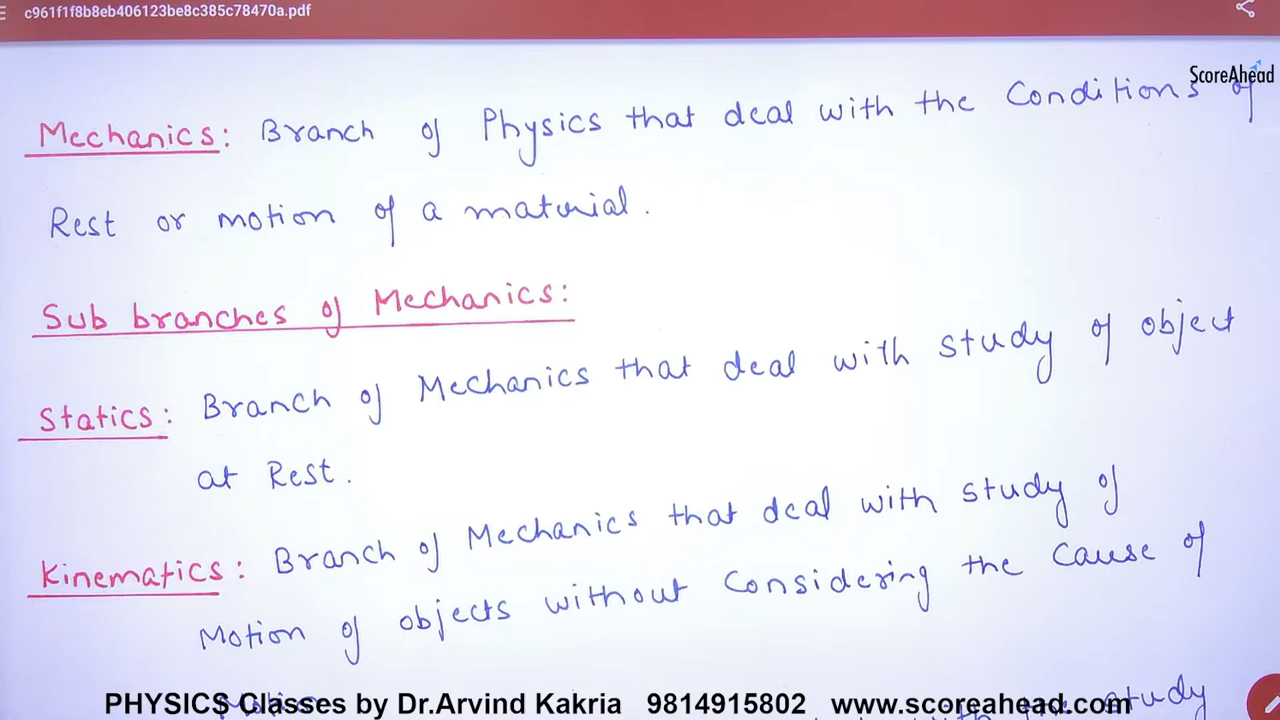 c961f1f8b8eb406123be8c385c78470a.pdf
ScoreAhead
Mechanics: Branch of Physics that deal with the Conditions of
Rest or motion of a material.
Sub branches of Mechanics:
Statics: Branch of Mechanics that deal with study of object
at Rest.
Kinematics: Branch of Mechanics that deal with study of
Motion of objects without Considering the Cause of
study
PHYSICS Classes by Dr.Arvind Kakria 9814915802 www.scoreahead.com